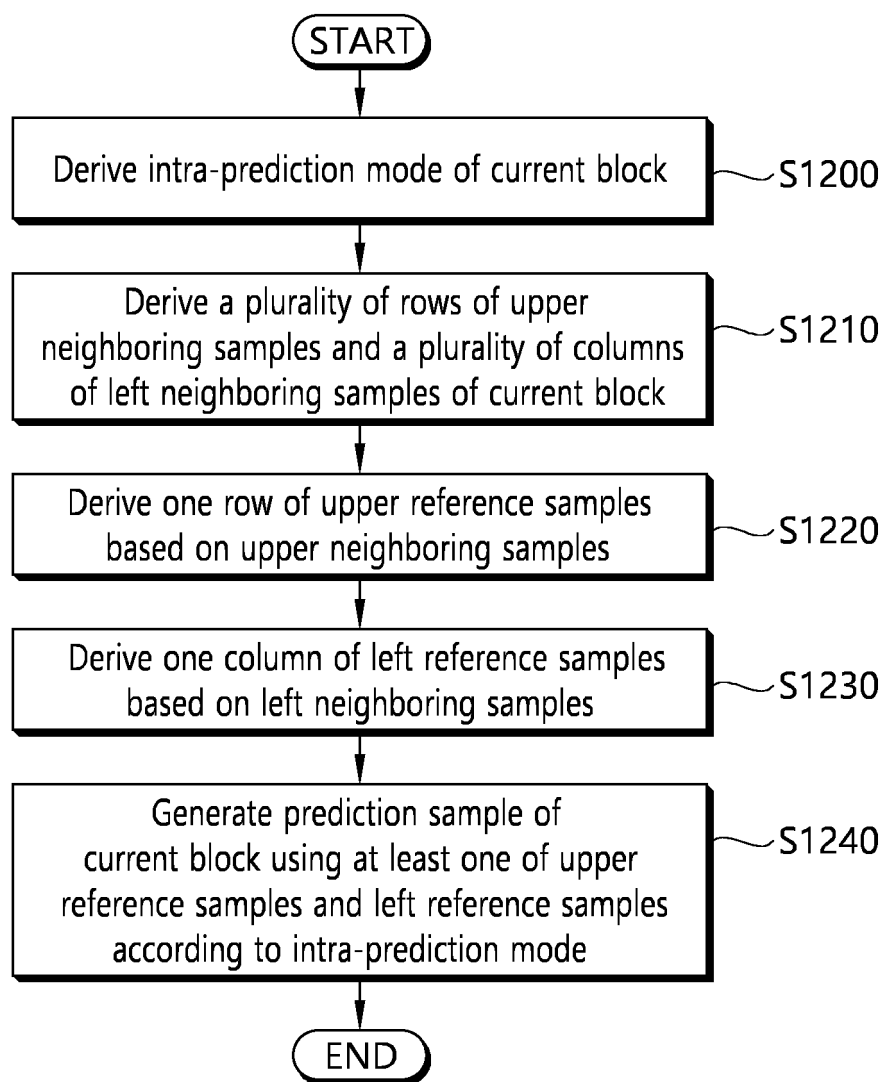 START
Derive intra-prediction mode of current block
S1200
Derive a plurality of rows of upper
neighboring samples and a plurality of columns
of left neighboring samples of current block
S1210
Derive one row of upper reference samples
based on upper neighboring samples
S1220
Derive one column of left reference samples
based on left neighboring samples
S1230
Generate prediction sample of
current block using at least one of upper
reference samples and left reference samples
according to intra-prediction mode
S1240
END